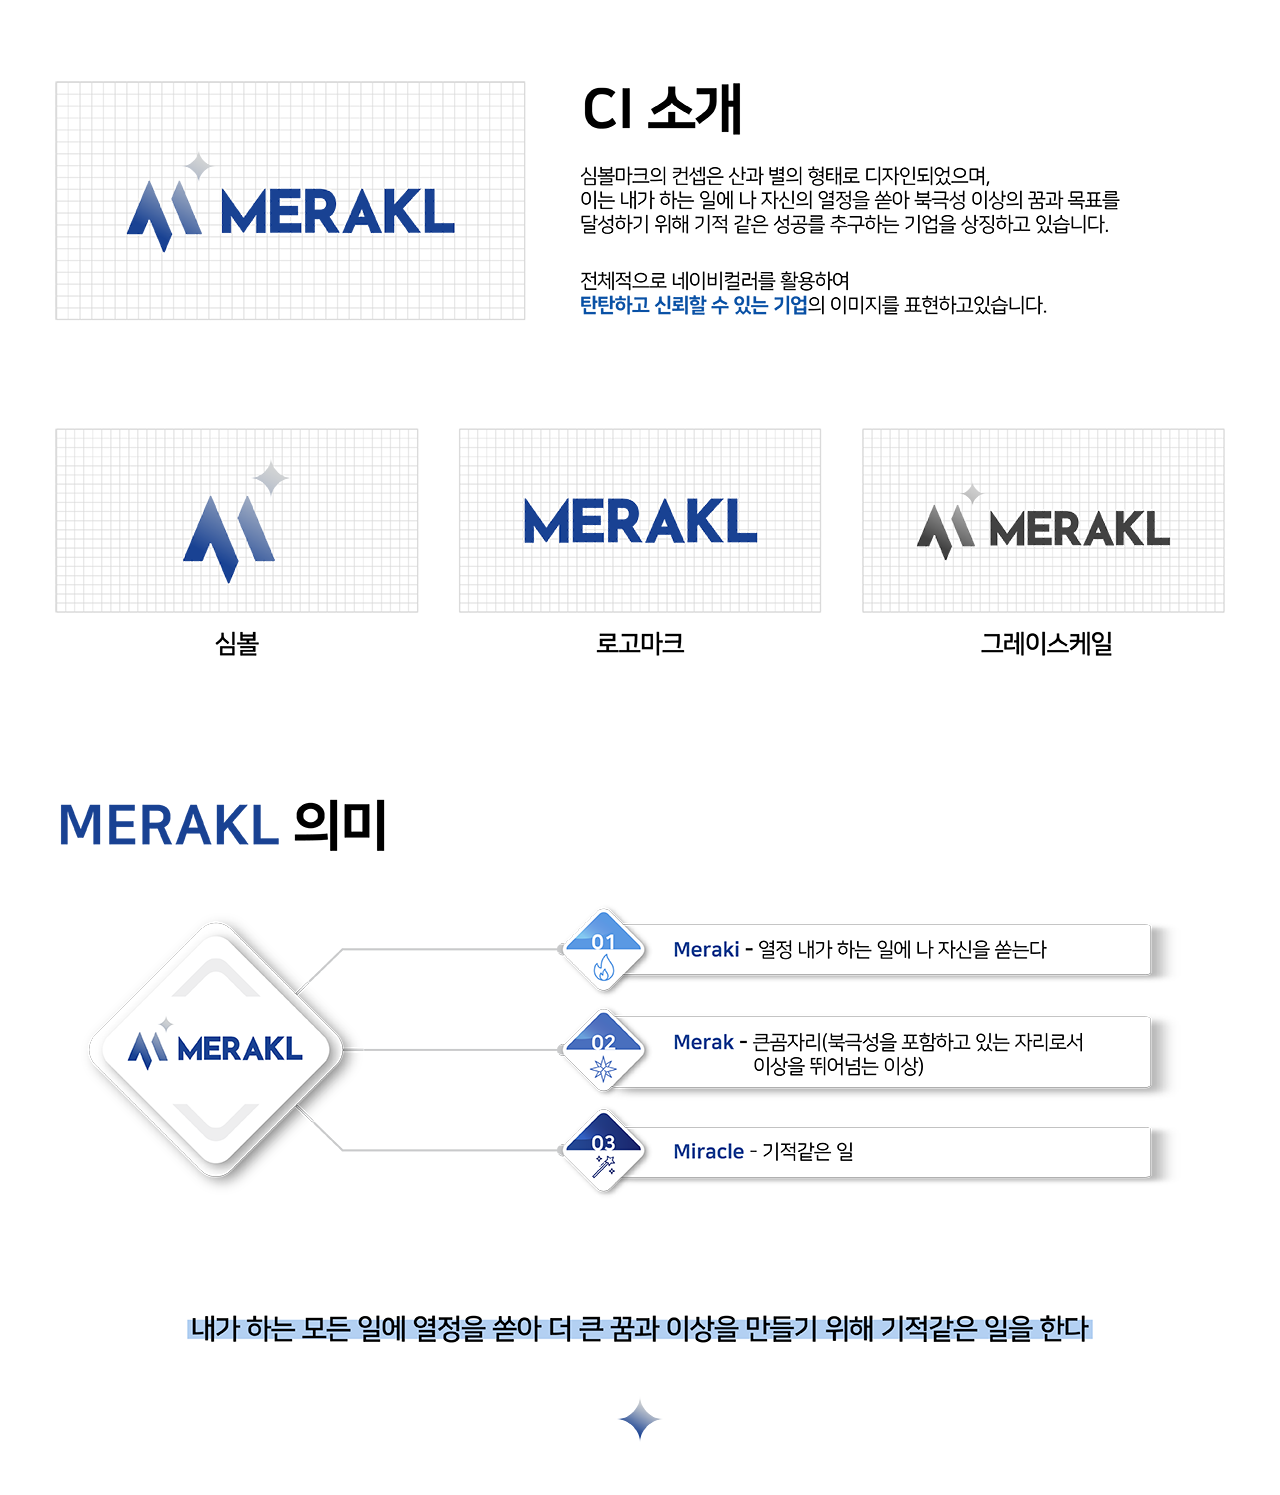 MERAKL
CI 소개
심볼마크의 컨셉은 산과 별의 형태로 디자인되었으며,
이는 내가 하는 일에 나 자신의 열정을 쏟아 북극성 이상의 꿈과 목표를
달성하기 위해 기적 같은 성공를 추구하는 기업을 상징하고 있습니다.
전체적으로 네이비컬러를 활용하여
탄탄하고 신뢰할 수 있는 기업의 이미지를 표현하고있습니다.
MERAKL
MERAKL
심볼
로고마크
그레이스케일
MERAKL 의미
MERAKL
01
Meraki - 열정 내가 하는 일에 나 자신을 쏟는다
02
Merak - 큰곰자리(북극성을 포함하고 있는 자리로서
이상을 뛰어넘는 이상)
03
Miracle - 기적같은 일
내가 하는 모든 일에 열정을 쏟아 더 큰 꿈과 이상을 만들기 위해 기적같은 일을 한다